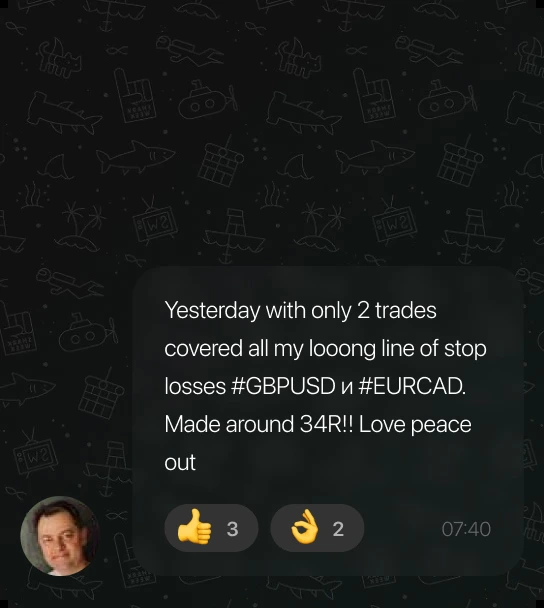 Yesterday with only 2 trades
covered all my looong line of stop
losses #GBPUSD и #EURCAD.
Made around 34R!! Love peace
out
👍 3 👌 2 07:40